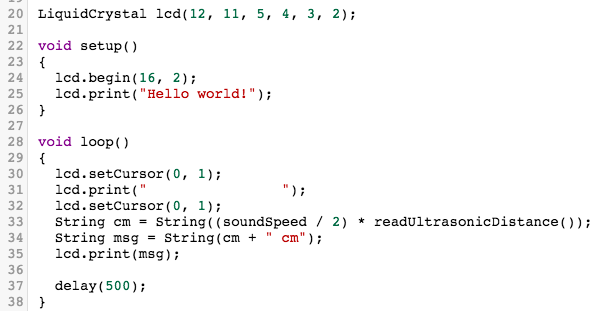 20 LiquidCrystal lcd(12, 11, 5, 4, 3, 2);
21
22 void setup()
23 {
24   lcd.begin(16, 2);
25   lcd.print("Hello world!");
26 }
27
28 void loop()
29 {
30   lcd.setCursor(0, 1);
31   lcd.print("                ");
32   lcd.setCursor(0, 1);
33   String cm = String((soundSpeed / 2) * readUltrasonicDistance());
34   String msg = String(cm + " cm");
35   lcd.print(msg);
36
37   delay(500);
38 }